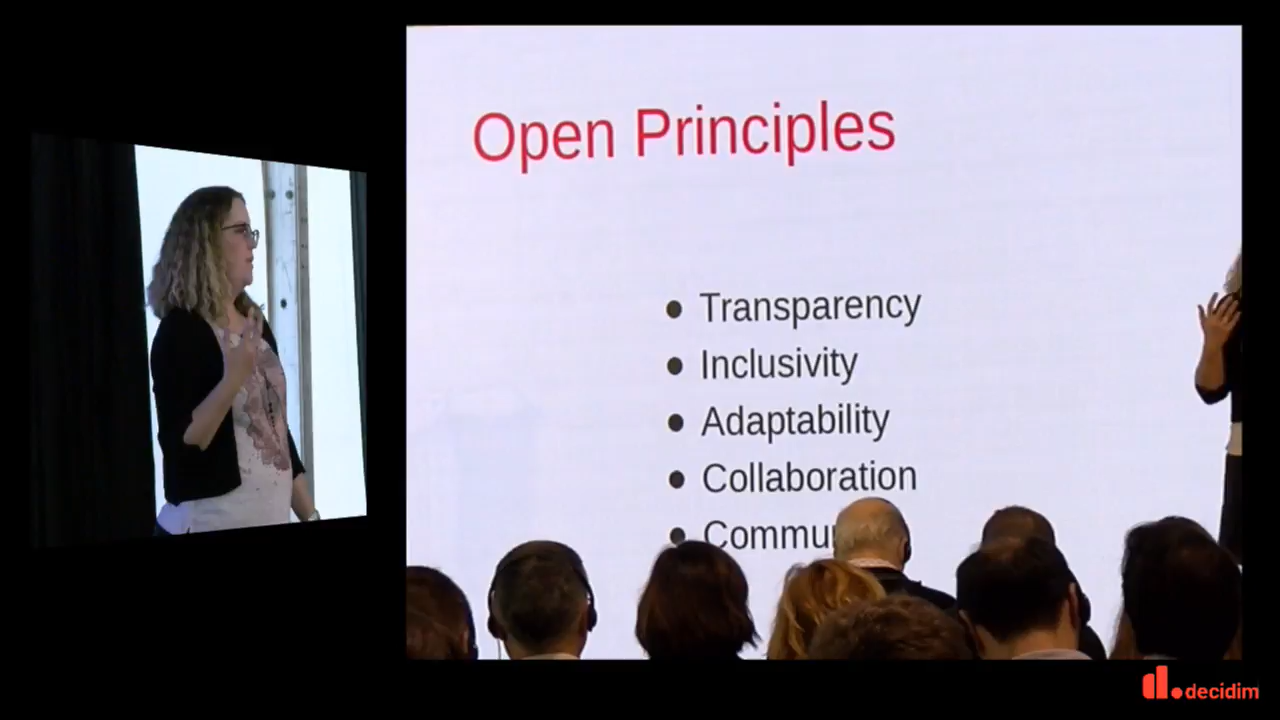 Open Principles
Transparency
Inclusivity
Adaptability
Collaboration
decidim